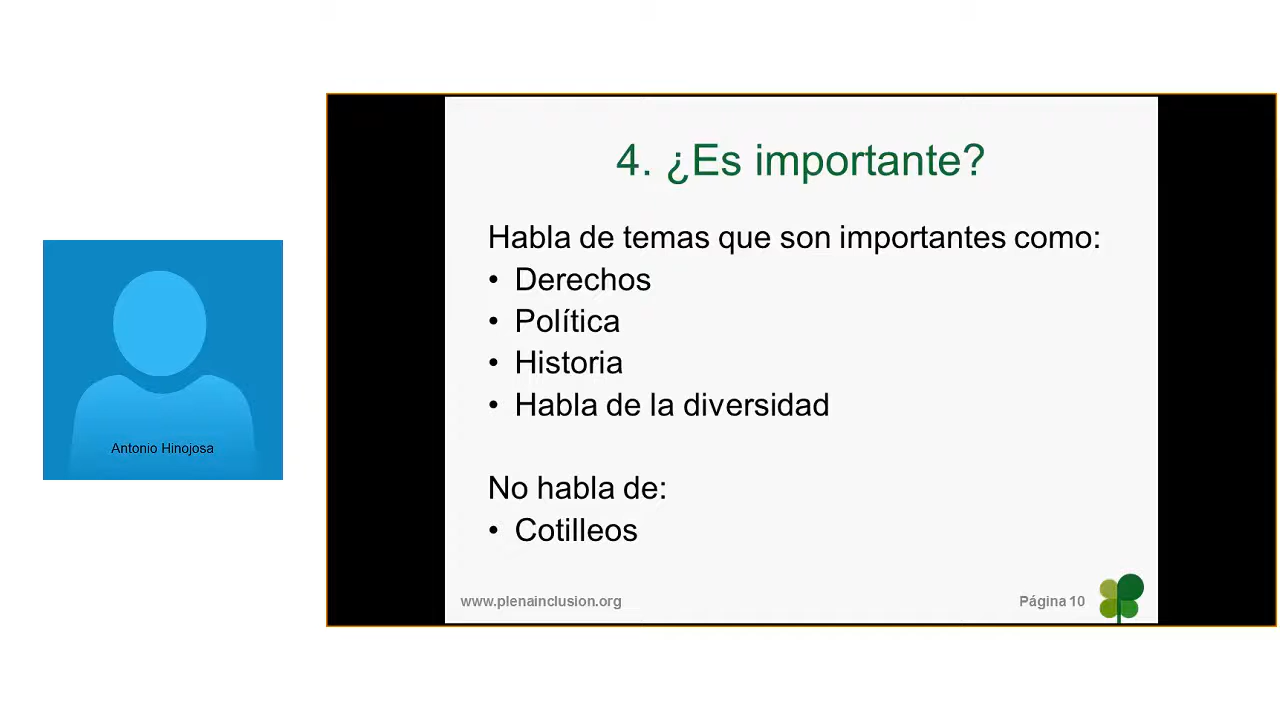 4. ¿Es importante?
Habla de temas que son importantes como:
• Derechos
• Política
• Historia
• Habla de la diversidad
No habla de:
• Cotilleos
www.plenainclusion.org
Página 10
Antonio Hinojosa